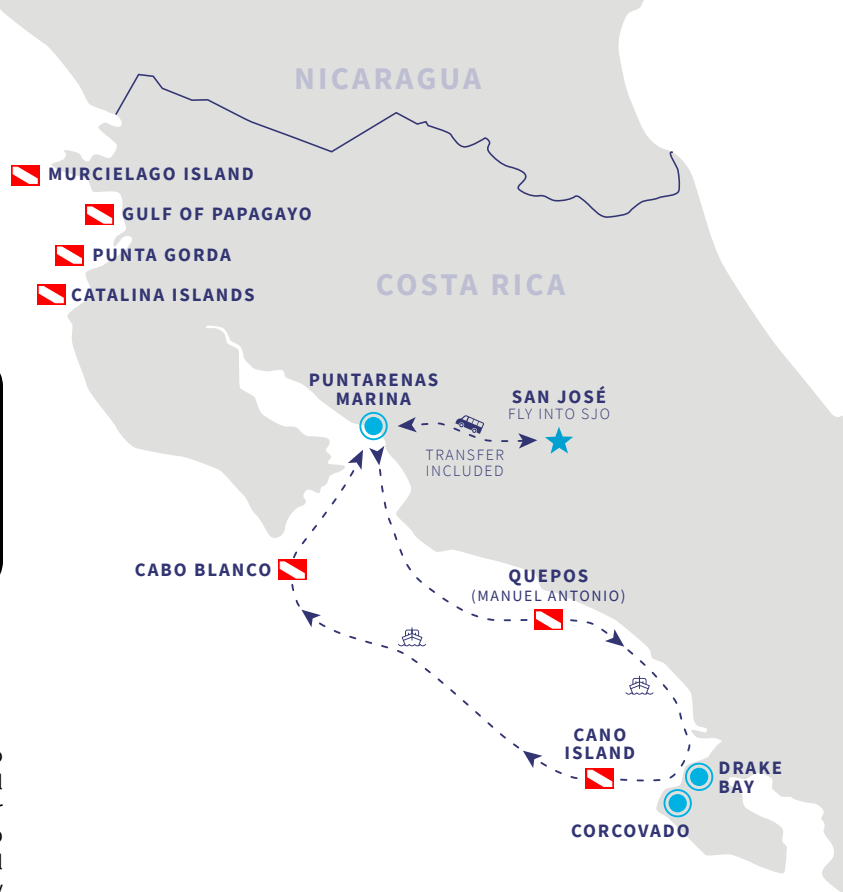 NICARAGUA
MURCIELAGO ISLAND
GULF OF PAPAGAYO
PUNTA GORDA
CATALINA ISLANDS
COSTA RICA
PUNTARENAS
MARINA
SAN JOSÉ
FLY INTO SJO
TRANSFER
INCLUDED
CABO BLANCO
QUEPOS
(MANUEL ANTONIO)
CANO
ISLAND
DRAKE
BAY
CORCOVADO